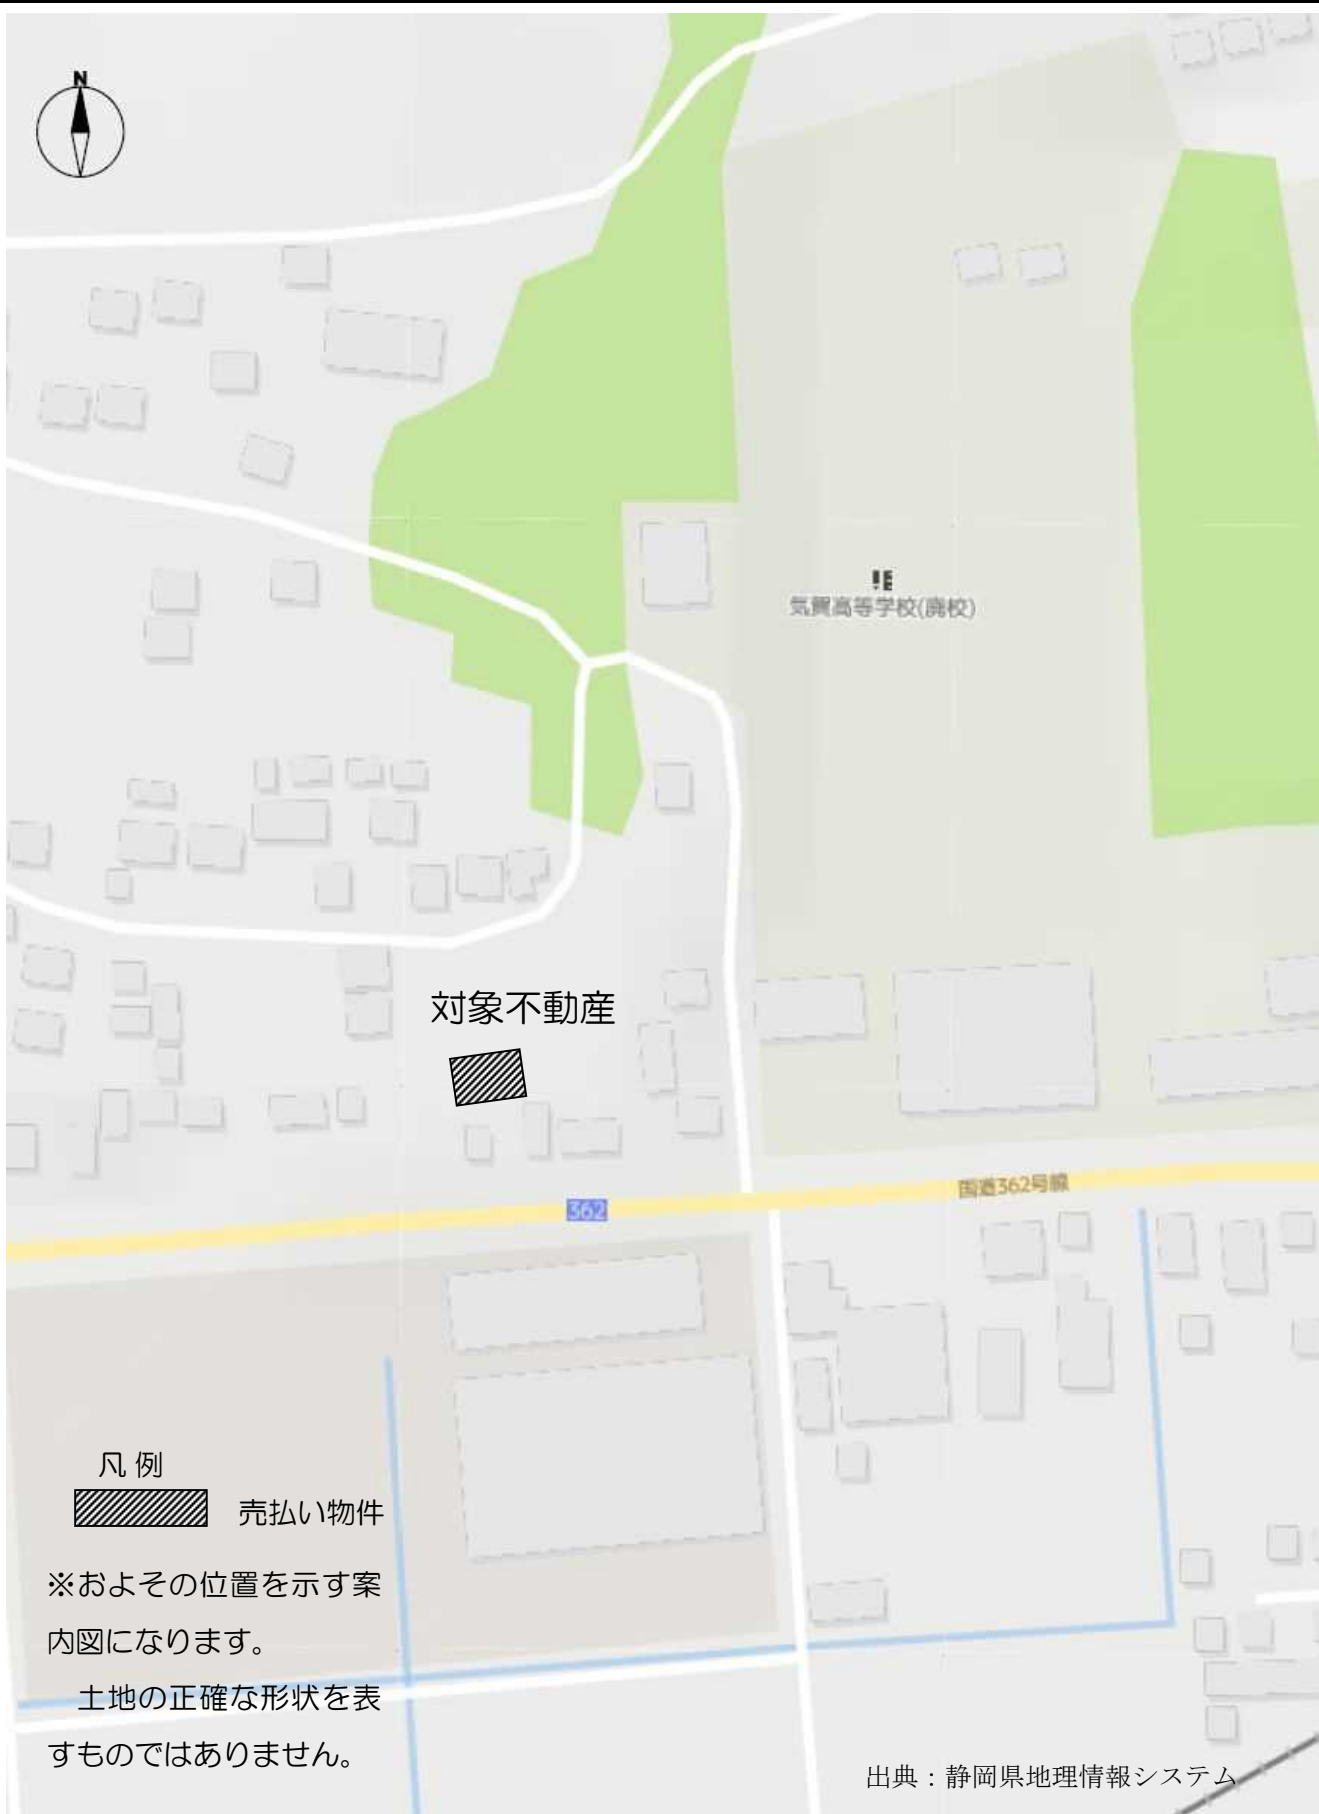 N
気賀高等学校(廃校)
対象不動産
国道362号線
362
凡 例
売払い物件
※およその位置を示す案
内図になります。
　土地の正確な形状を表
すものではありません。
出典：静岡県地理情報システム